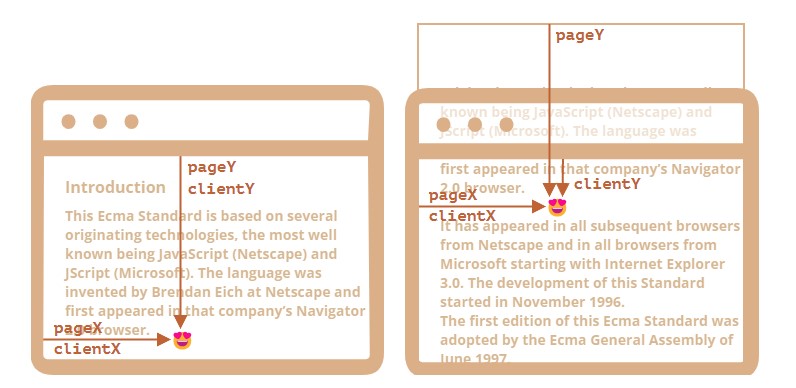 pageY
clientY
Introduction
This Ecma Standard is based on several
originating technologies, the most well
known being JavaScript (Netscape) and
JScript (Microsoft). The language was
invented by Brendan Eich at Netscape and
first appeared in that company's Navigator
2.0 browser.
pageX
clientX
pageY
known being JavaScript (Netscape) and
JScript (Microsoft). The language was
first appeared in that company's Navigator
2.0 browser.
clientY
pageX
clientX
It has appeared in all subsequent browsers
from Netscape and in all browsers from
Microsoft starting with Internet Explorer
3.0. The development of this Standard
started in November 1996.
The first edition of this Ecma Standard was
adopted by the Ecma General Assembly of
June 1997.